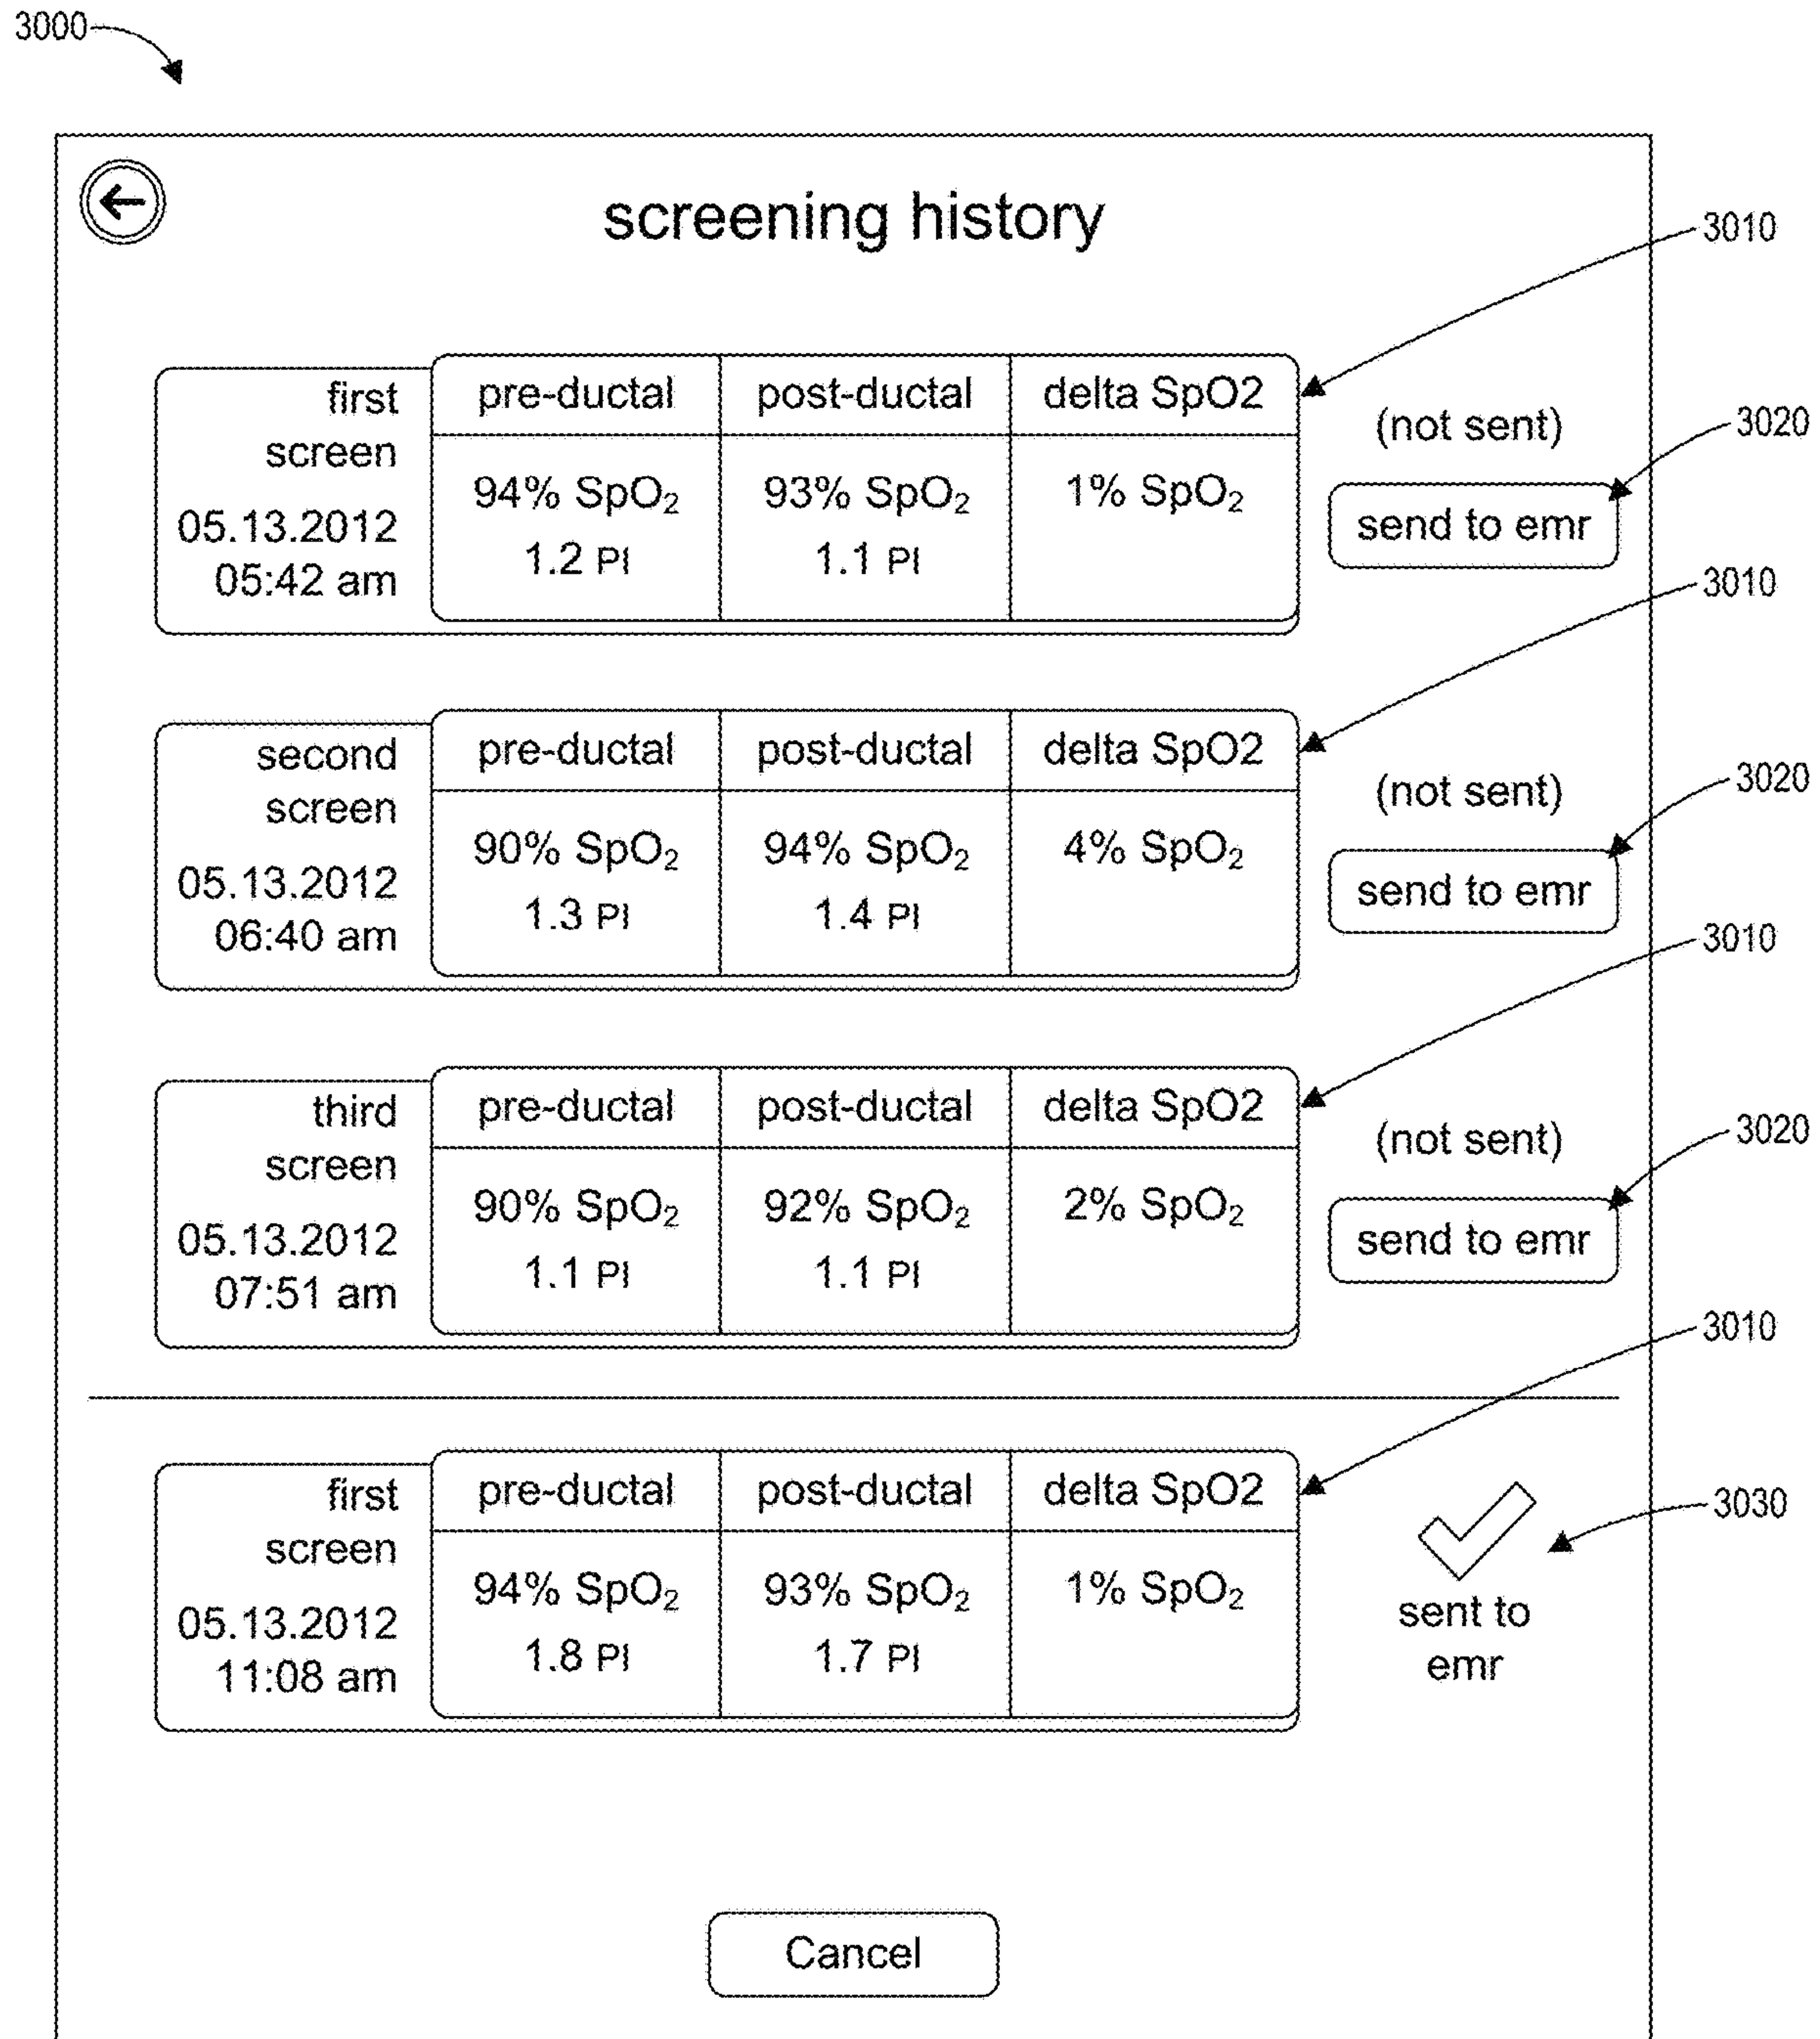 3000
screening history
3010
first
screen
05.13.2012
05:42 am
pre-ductal post-ductal delta SpO2
94% SpO₂ 93% SpO₂ 1% SpO₂
1.2 PI 1.1 PI
(not sent)
3020
send to emr
3010
second
screen
05.13.2012
06:40 am
pre-ductal post-ductal delta SpO2
90% SpO₂ 94% SpO₂ 4% SpO₂
1.3 PI 1.4 PI
(not sent)
3020
send to emr
3010
third
screen
05.13.2012
07:51 am
pre-ductal post-ductal delta SpO2
90% SpO₂ 92% SpO₂ 2% SpO₂
1.1 PI 1.1 PI
(not sent)
3020
send to emr
3010
first
screen
05.13.2012
11:08 am
pre-ductal post-ductal delta SpO2
94% SpO₂ 93% SpO₂ 1% SpO₂
1.8 PI 1.7 PI
3030
sent to
emr
Cancel